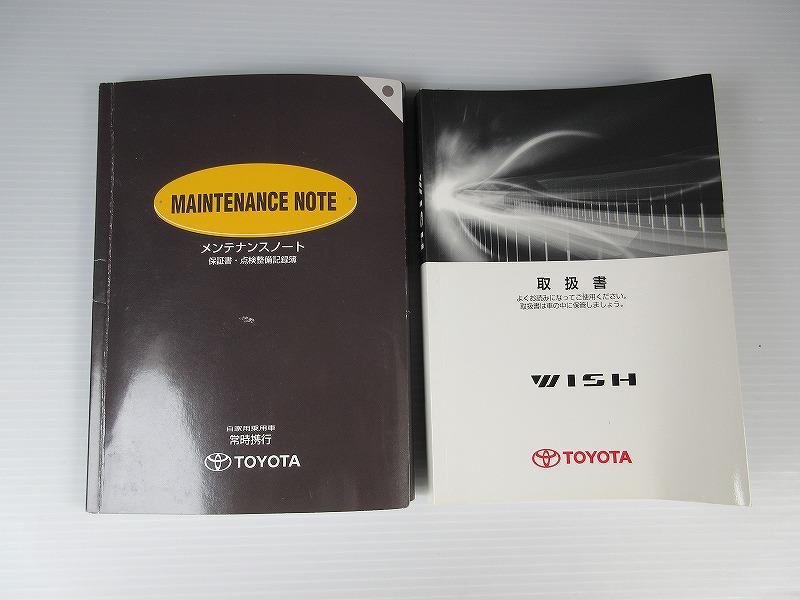 MAINTENANCE NOTE
メンテナンスノート
保証書・点検整備記録簿
自家用乗用車
常時携行
TOYOTA
WISH
取扱書
よくお読みになってご使用ください。
取扱書は車の中に保管しましょう。
WISH
TOYOTA